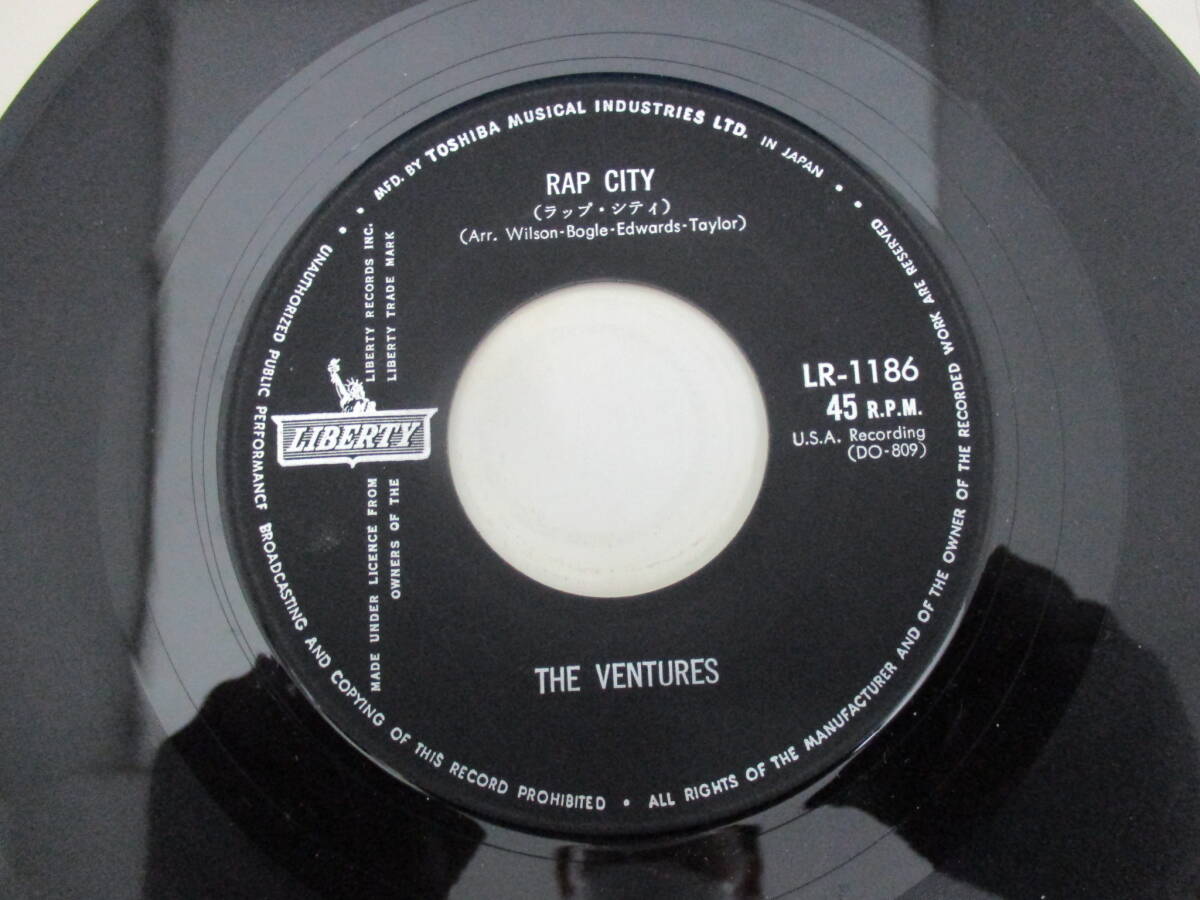 MFD. BY TOSHIBA MUSICAL INDUSTRIES LTD. IN JAPAN •
RAP CITY
(ラップ・シティ)
(Arr. Wilson-Bogle-Edwards-Taylor)
LIBERTY RECORDS INC.
LIBERTY TRADE MARK
LIBERTY
MADE UNDER LICENCE FROM
OWNERS OF THE
LR-1186
45 R.P.M.
U.S.A. Recording
(DO-809)
THE VENTURES
• UNAUTHORIZED PUBLIC PERFORMANCE BROADCASTING AND COPYING OF THIS RECORD PROHIBITED • ALL RIGHTS OF THE MANUFACTURER AND OF THE OWNER OF THE RECORDED WORK ARE RESERVED •